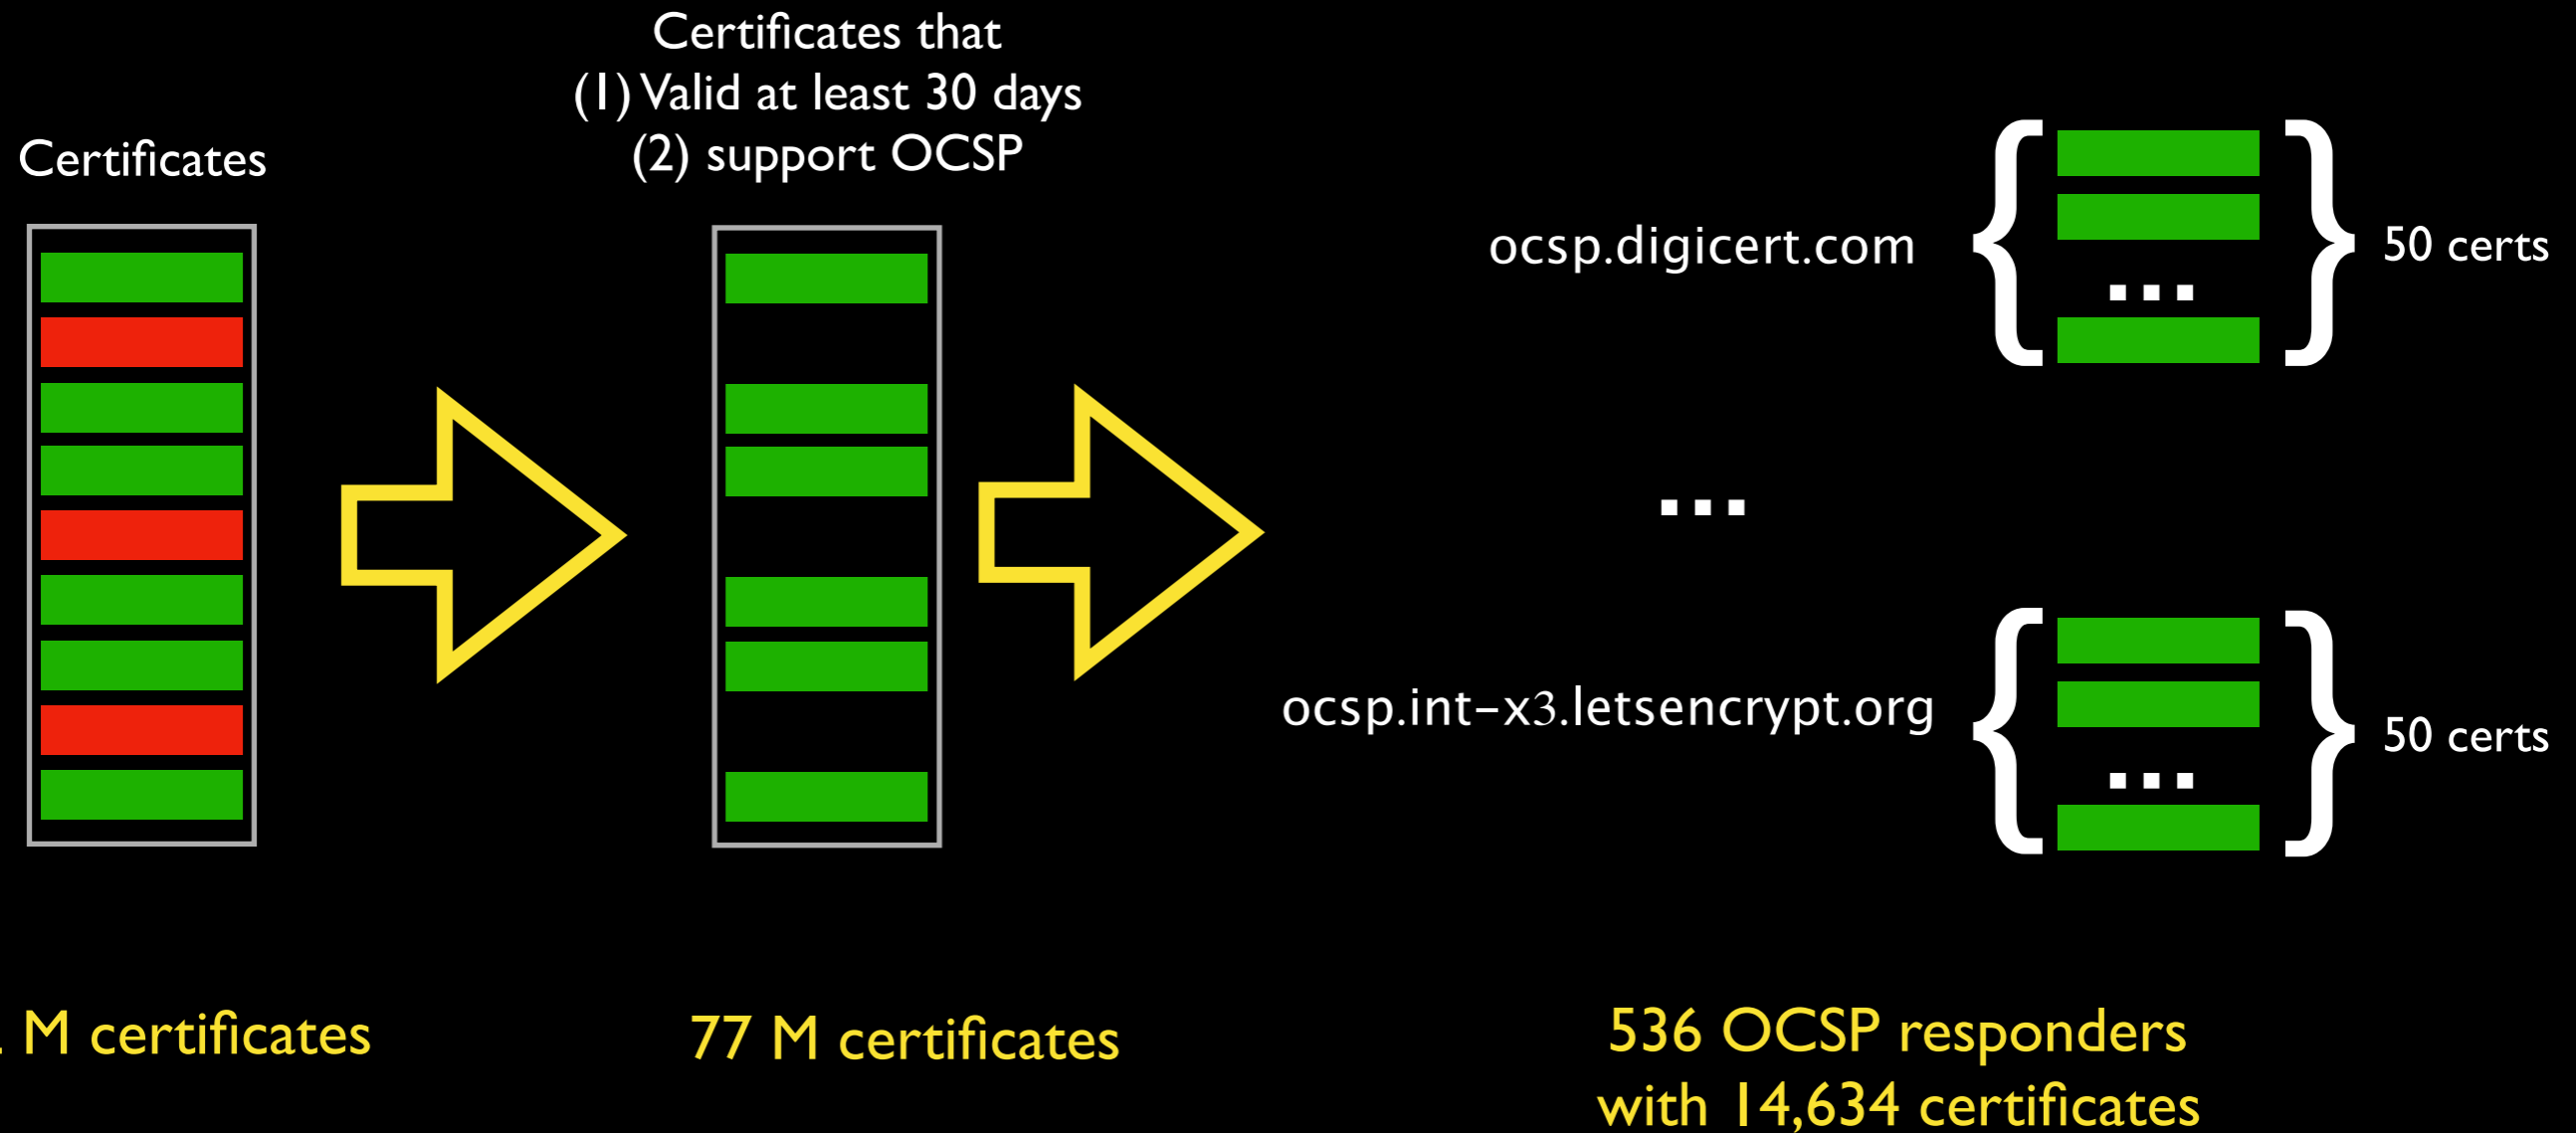 Certificates
Certificates that
(1) Valid at least 30 days
(2) support OCSP
ocsp.digicert.com
50 certs
...
ocsp.int-x3.letsencrypt.org
50 certs
M certificates
77 M certificates
536 OCSP responders
with 14,634 certificates